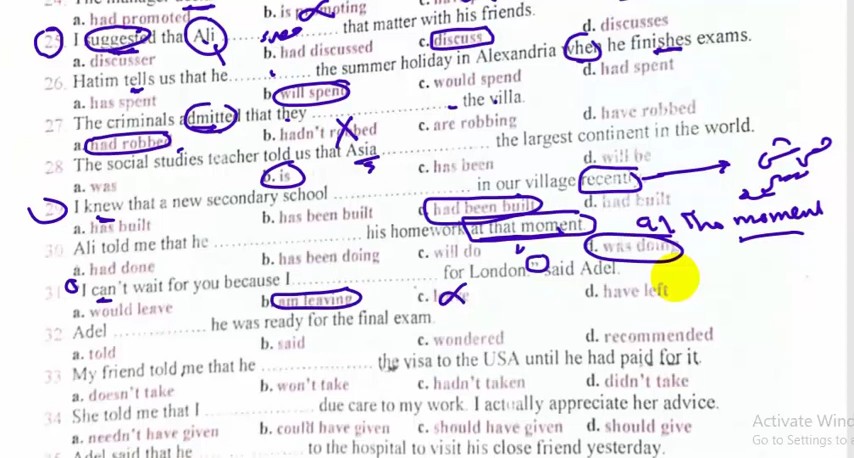 a. had promoted b. is promoting
25 I suggested that Ali .............. that matter with his friends. d. discusses
a. discusser b. had discussed c. discuss
26. Hatim tells us that he .............. the summer holiday in Alexandria when he finishes exams.
a. has spent b. will spend c. would spend d. had spent
27 The criminals admitted that they .............. the villa.
a. had robbed b. hadn't robbed c. are robbing d. have robbed
28 The social studies teacher told us that Asia .............. the largest continent in the world.
a. was b. is c. has been d. will be
I knew that a new secondary school .............. in our village recently
a. has built b. has been built had been built d. had built
30 Ali told me that he .............. his homework at that moment. at The moment
a. had done b. has been doing c. will do d. was doing
31 I can't wait for you because I .............. for London." said Adel.
a. would leave b. am leaving c. d. have left
32 Adel .............. he was ready for the final exam.
a. told b. said c. wondered d. recommended
33 My friend told me that he .............. the visa to the USA until he had paid for it.
a. doesn't take b. won't take c. hadn't taken d. didn't take
34 She told me that I .............. due care to my work. I actually appreciate her advice.
a. needn't have given b. could have given c. should have given d. should give
Adel said that he .............. to the hospital to visit his close friend yesterday.
Activate Wind
Go to Settings to